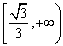 [√3/3, +∞)